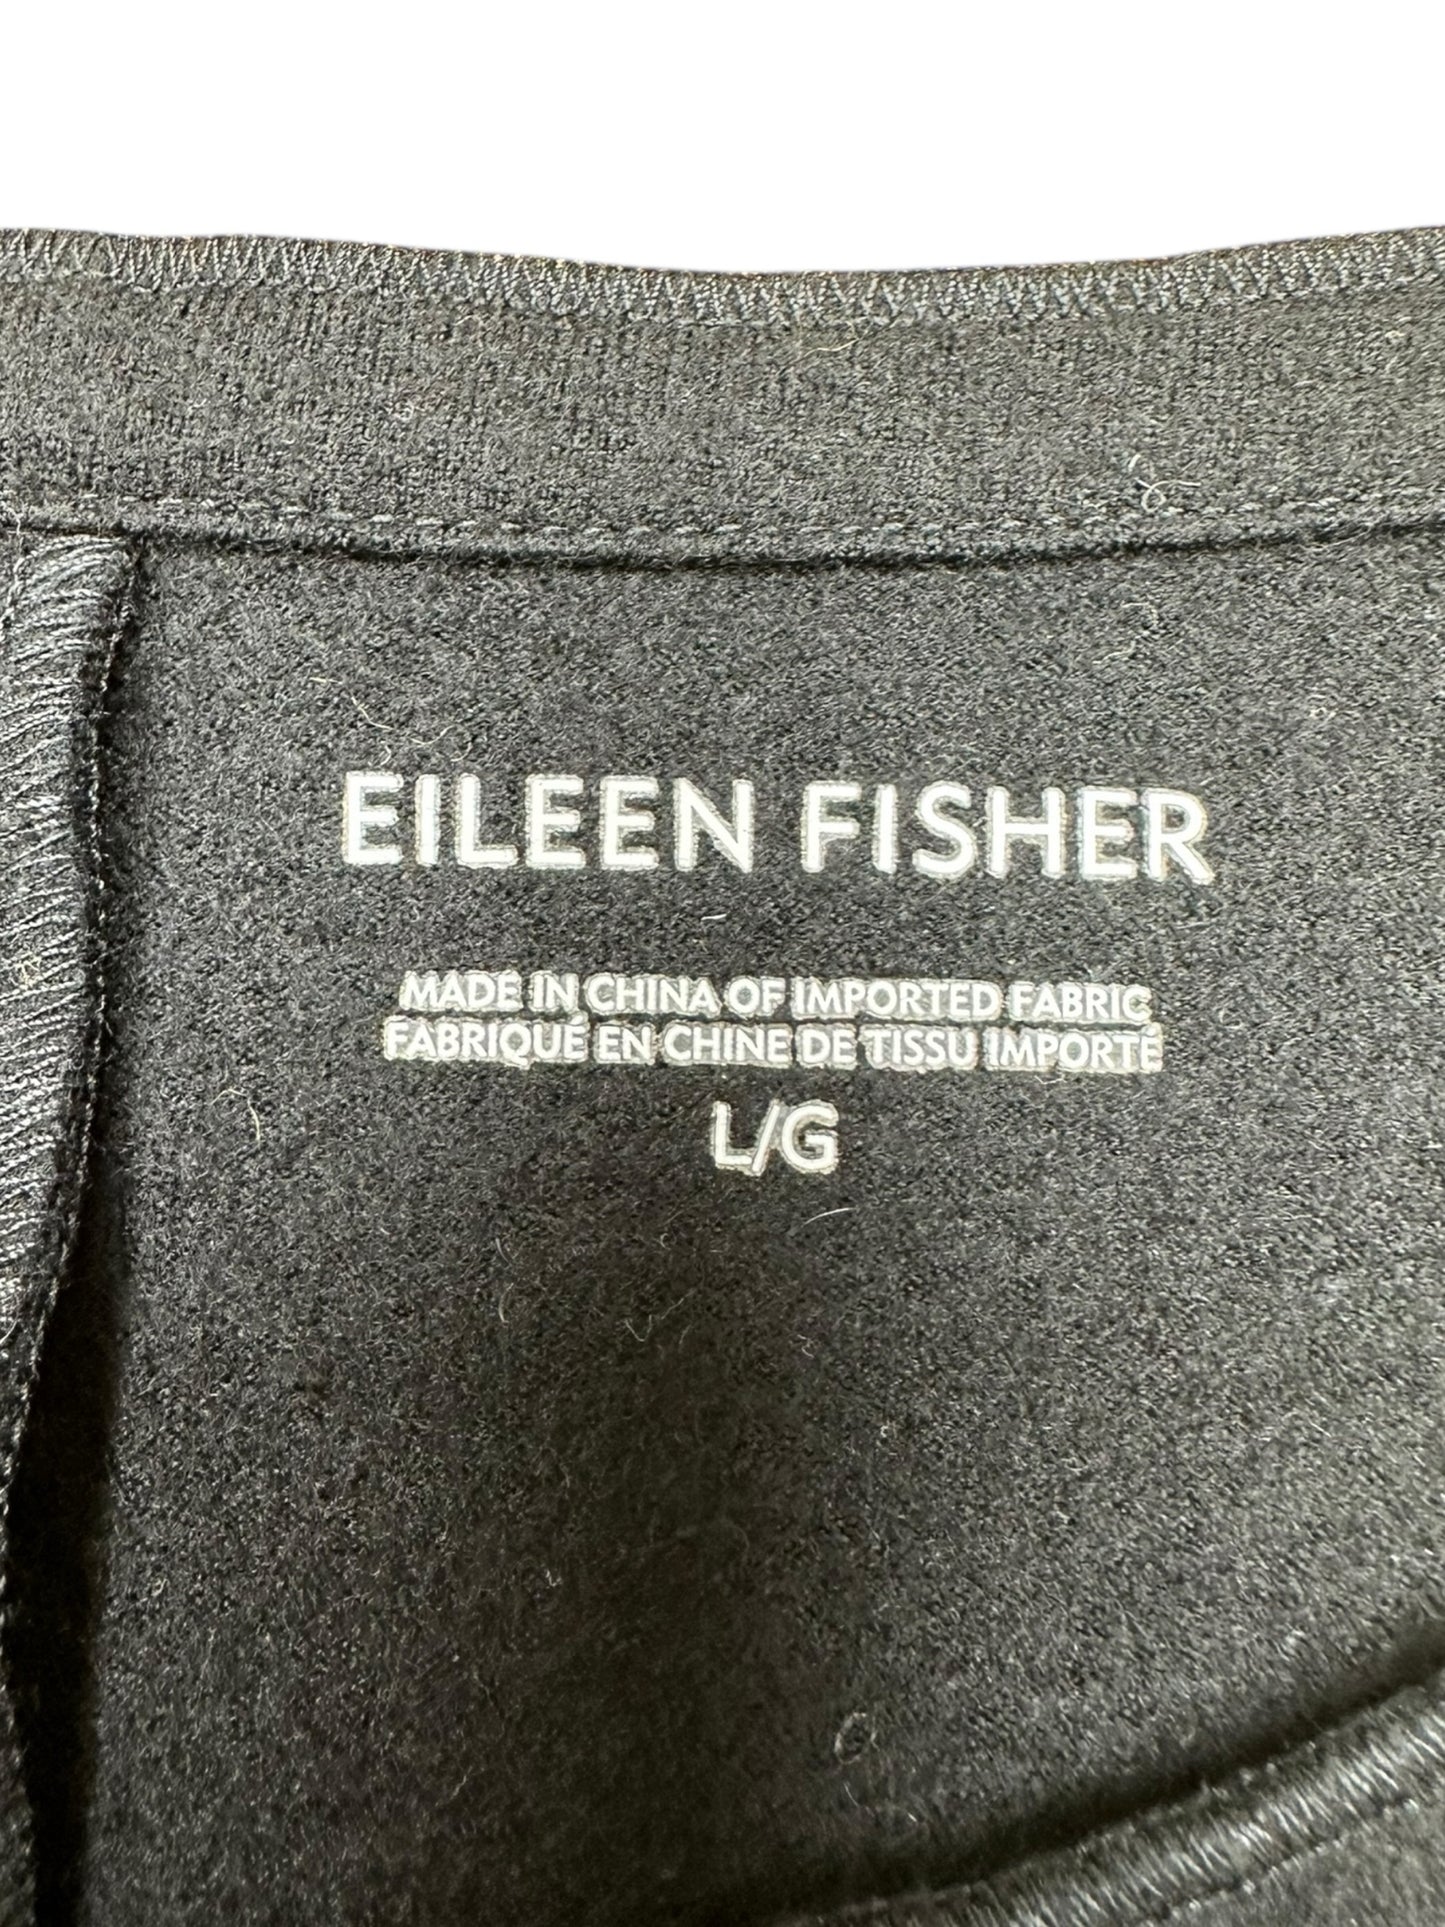 EILEEN FISHER
MADE IN CHINA OF IMPORTED FABRIC
FABRIQUÉ EN CHINE DE TISSU IMPORTÉ
L/G